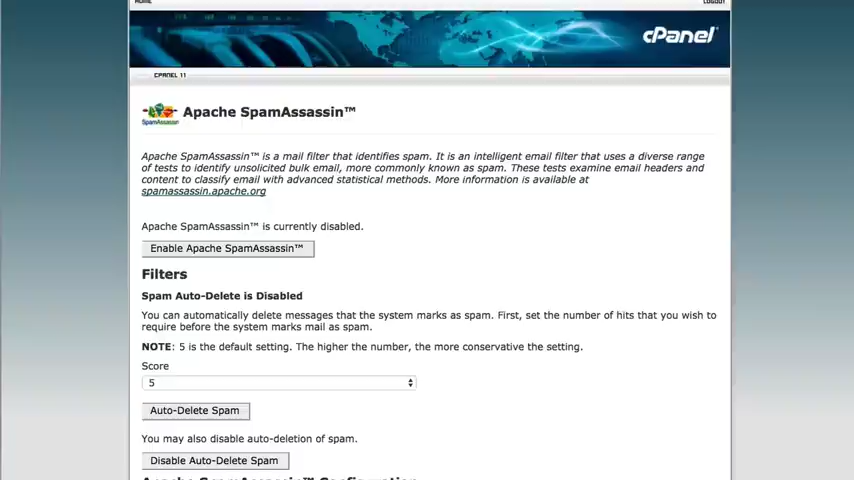 HOME LOGOUT
cPanel
CPANEL 11
SpamAssassin Apache SpamAssassin™
Apache SpamAssassin™ is a mail filter that identifies spam. It is an intelligent email filter that uses a diverse range
of tests to identify unsolicited bulk email, more commonly known as spam. These tests examine email headers and
content to classify email with advanced statistical methods. More information is available at
spamassassin.apache.org
Apache SpamAssassin™ is currently disabled.
Enable Apache SpamAssassin™
Filters
Spam Auto-Delete is Disabled
You can automatically delete messages that the system marks as spam. First, set the number of hits that you wish to
require before the system marks mail as spam.
NOTE: 5 is the default setting. The higher the number, the more conservative the setting.
Score
5
Auto-Delete Spam
You may also disable auto-deletion of spam.
Disable Auto-Delete Spam
Apache SpamAssassin™ Configuration